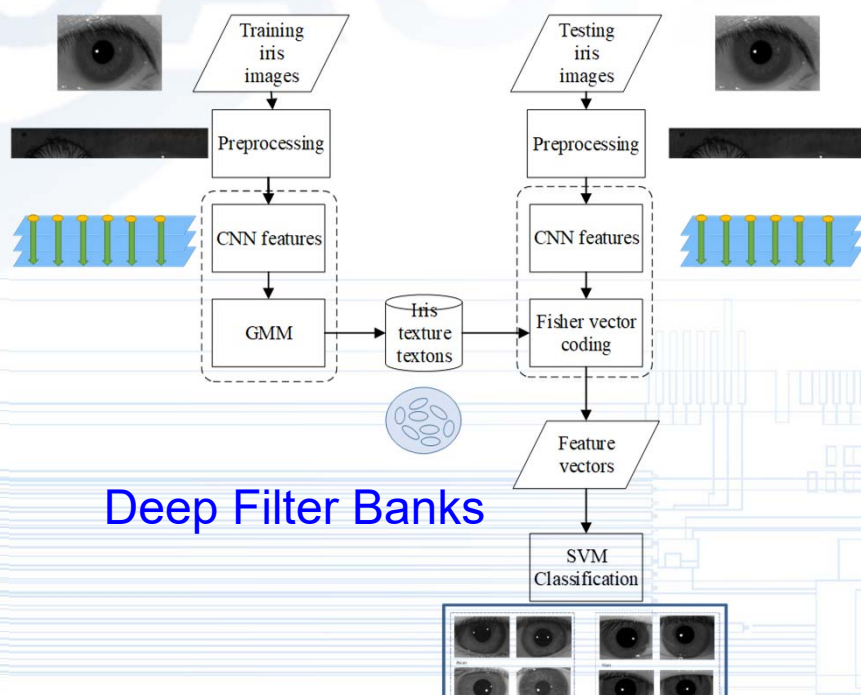 Training
iris
images
Testing
iris
images
Preprocessing
Preprocessing
CNN features
CNN features
GMM
Iris
texture
textons
Fisher vector
coding
Feature
vectors
Deep Filter Banks
SVM
Classification